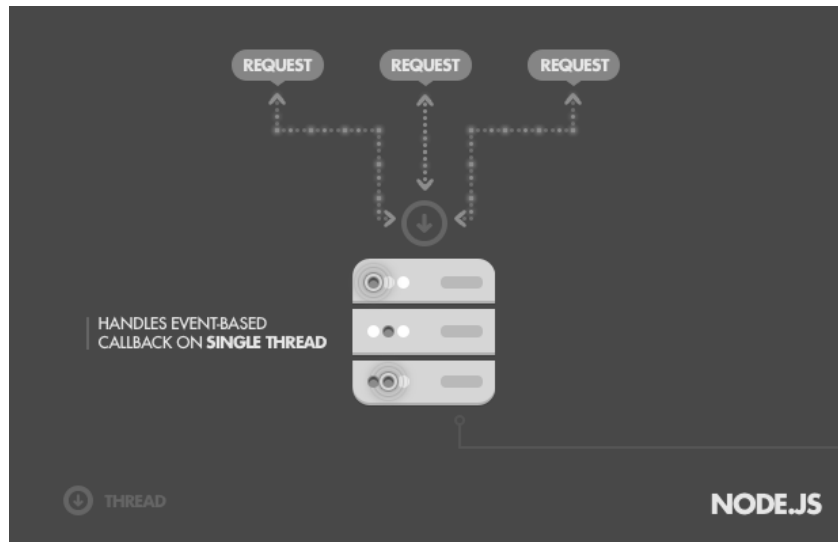 REQUEST
REQUEST
REQUEST
HANDLES EVENT-BASED
CALLBACK ON SINGLE THREAD
THREAD
NODE.JS